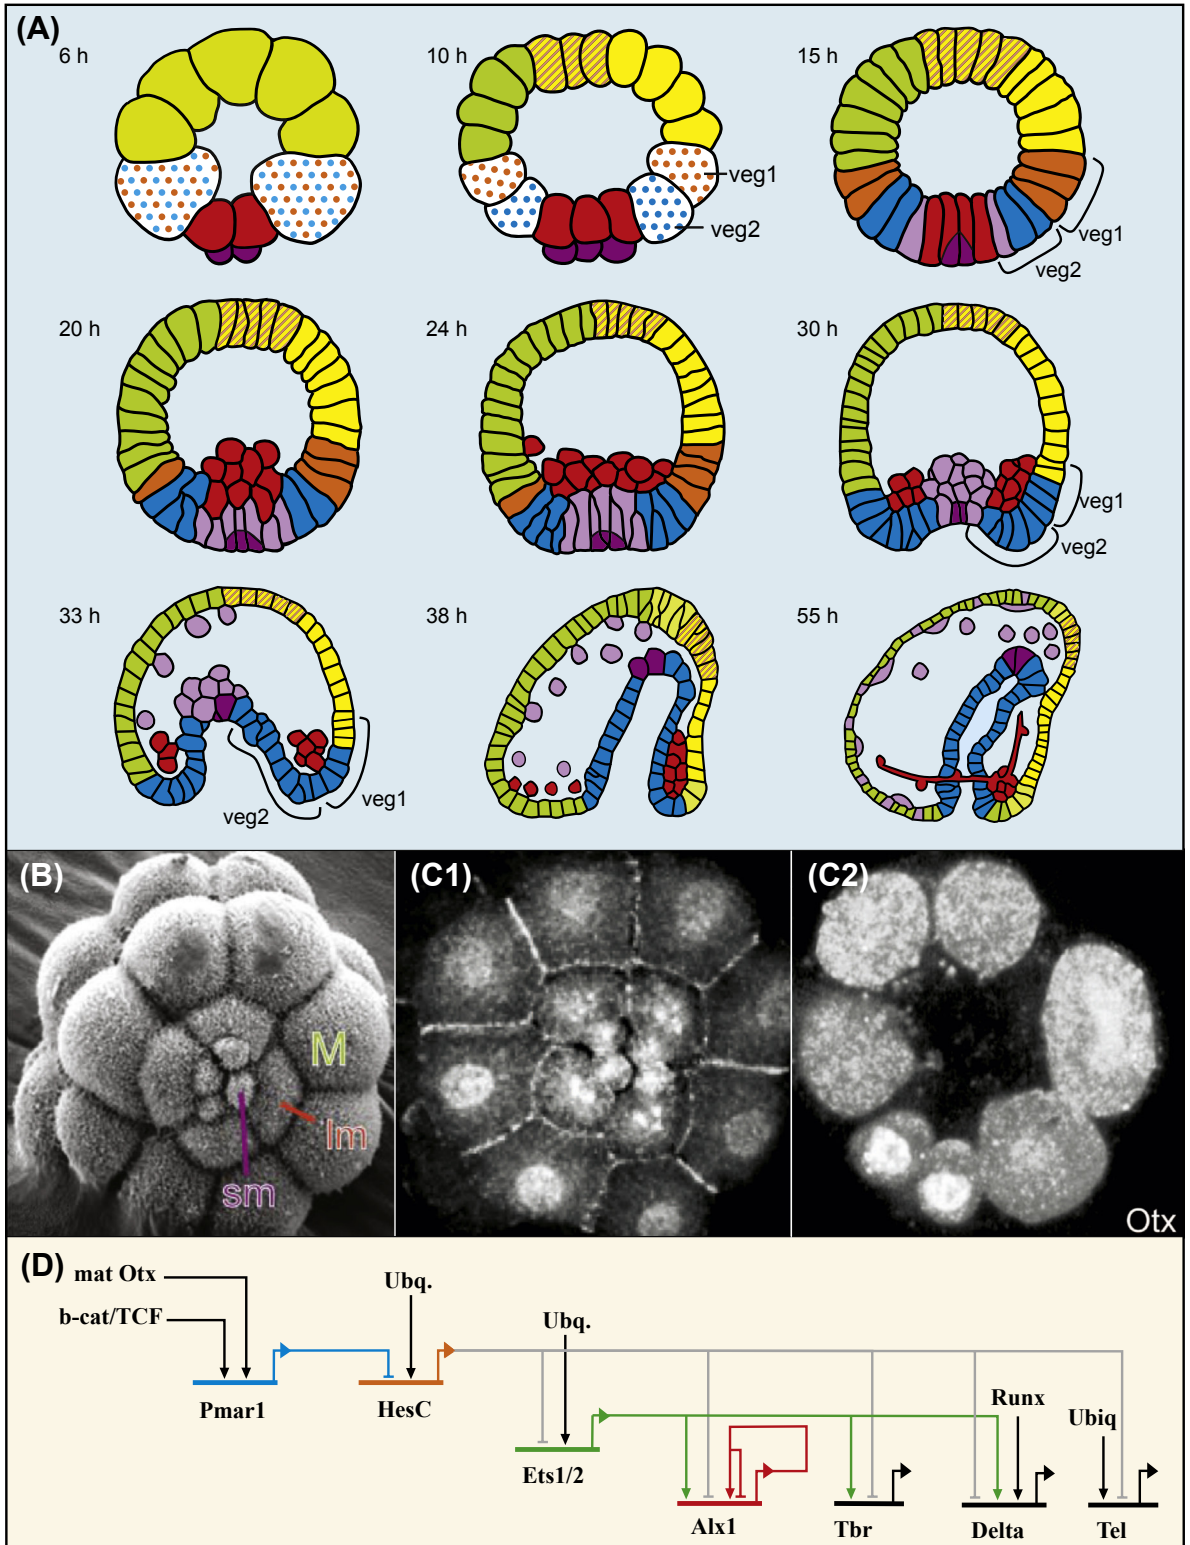 (A)
6 h
10 h
15 h
veg1
veg2
veg1
veg2
20 h
24 h
30 h
veg1
veg2
33 h
38 h
55 h
veg1
veg2
(B)
(C1)
(C2)
M
lm
sm
Otx
(D)
mat Otx
Ubq.
b-cat/TCF
Ubq.
Pmar1
HesC
Runx
Ubiq
Ets1/2
Alx1
Tbr
Delta
Tel